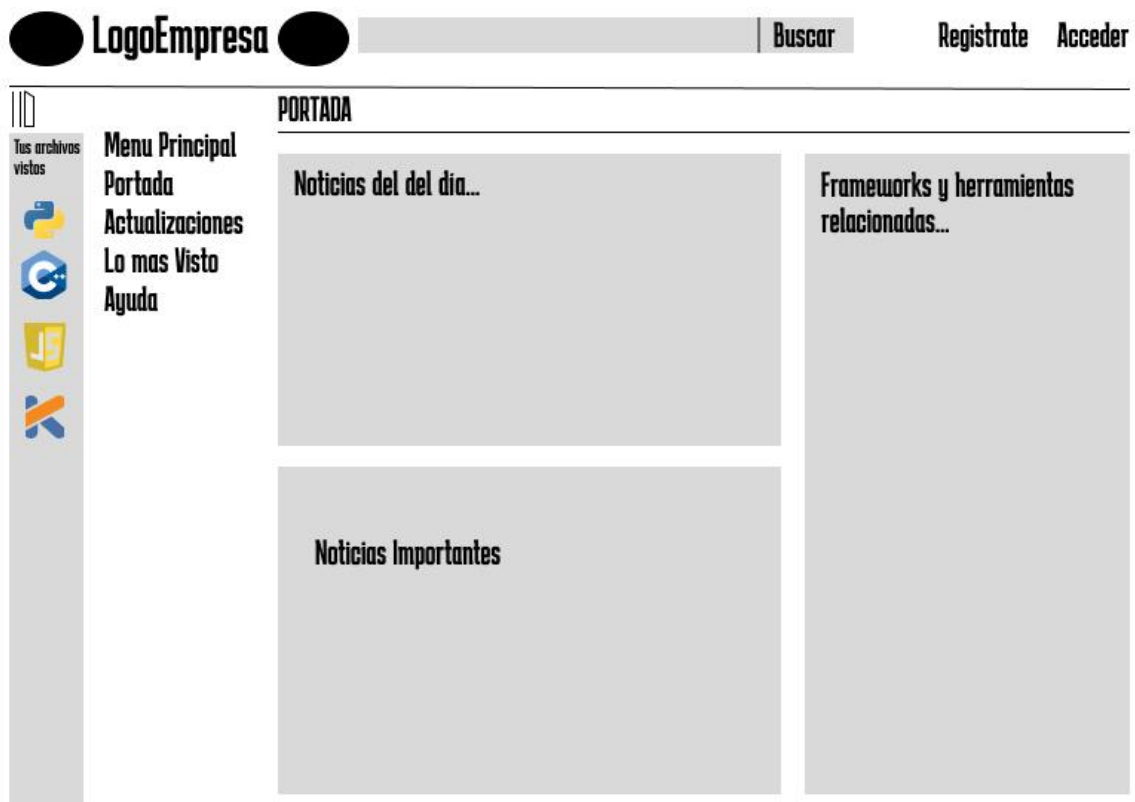 LogoEmpresa
Buscar
Registrate
Acceder
Tus archivos
vistos
C++
JS
Menu Principal
Portada
Actualizaciones
Lo mas Visto
Ayuda
PORTADA
Noticias del del día...
Noticias Importantes
Frameworks y herramientas
relacionadas...